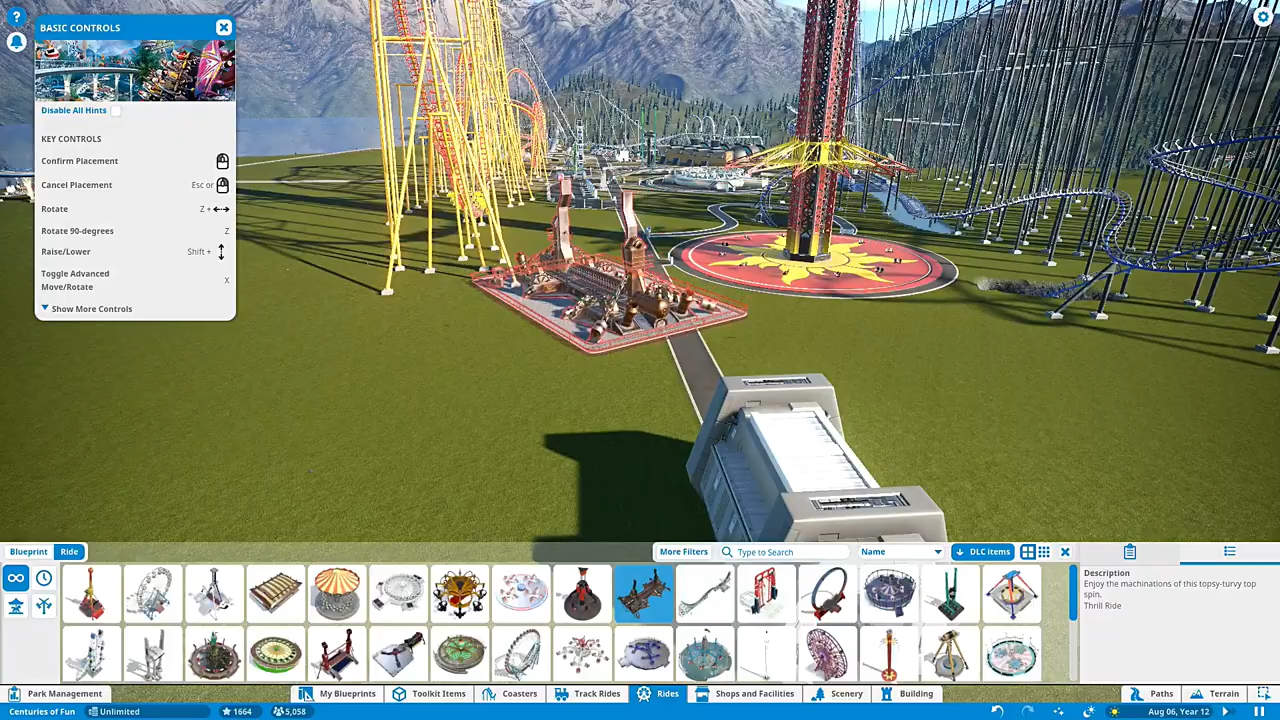 BASIC CONTROLS
Disable All Hints
KEY CONTROLS
Confirm Placement
Cancel Placement Esc or
Rotate Z +
Rotate 90-degrees Z
Raise/Lower Shift +
Toggle Advanced
Move/Rotate X
Show More Controls
Blueprint Ride More Filters Type to Search Name DLC items
Description
Enjoy the machinations of this topsy-turvy top
spin.
Thrill Ride
Park Management My Blueprints Toolkit Items Coasters Track Rides Rides Shops and Facilities Scenery Building Paths Terrain
Centuries of Fun Unlimited 1664 5,058 Aug 06, Year 12